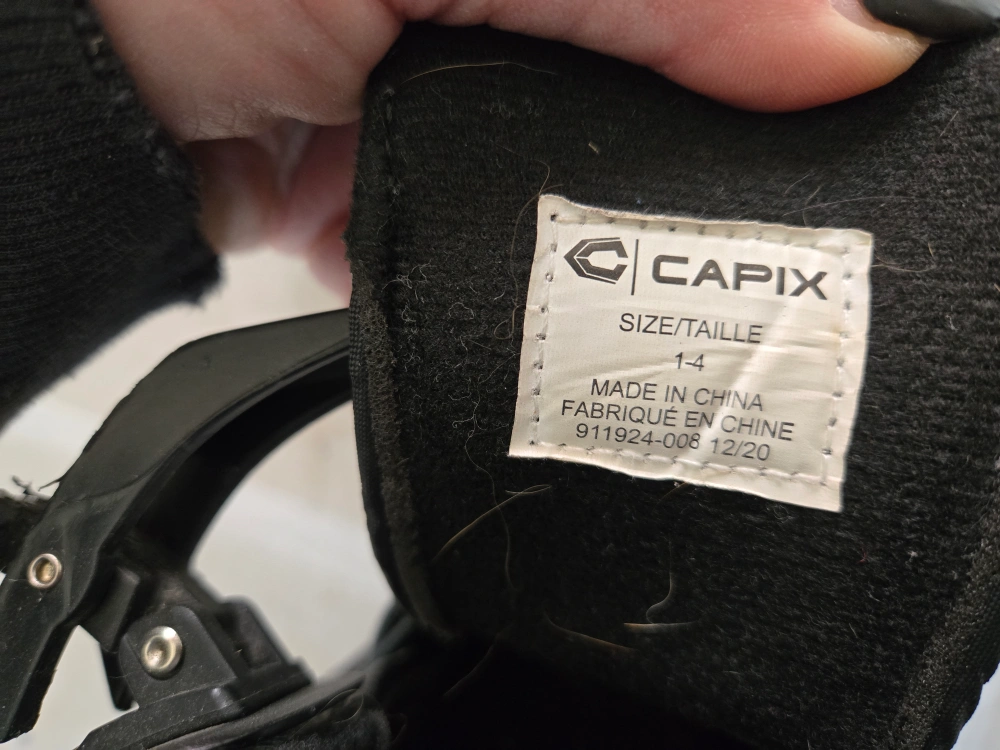 CAPIX
SIZE/TAILLE
1-4
MADE IN CHINA
FABRIQUÉ EN CHINE
911924-008 12/20